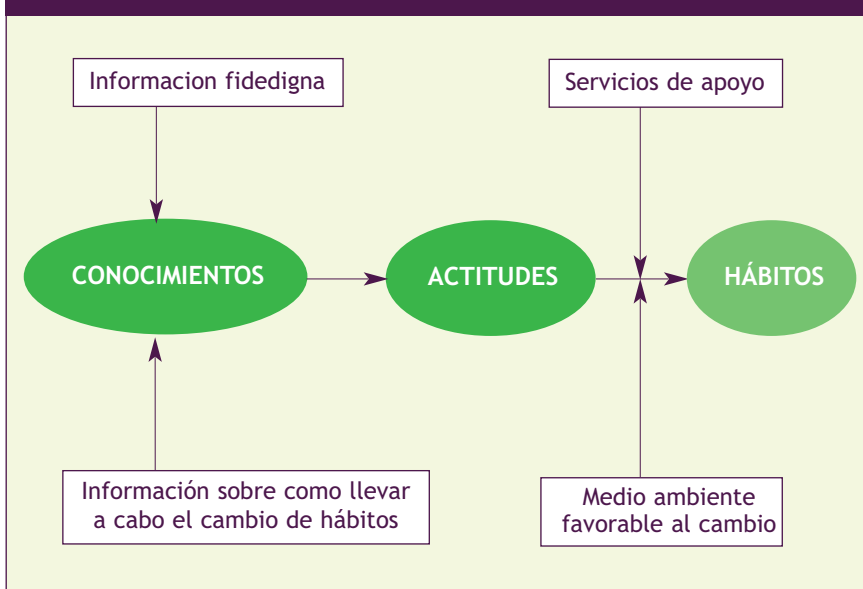 Informacion fidedigna
Servicios de apoyo
CONOCIMIENTOS
ACTITUDES
HÁBITOS
Información sobre como llevar
a cabo el cambio de hábitos
Medio ambiente
favorable al cambio